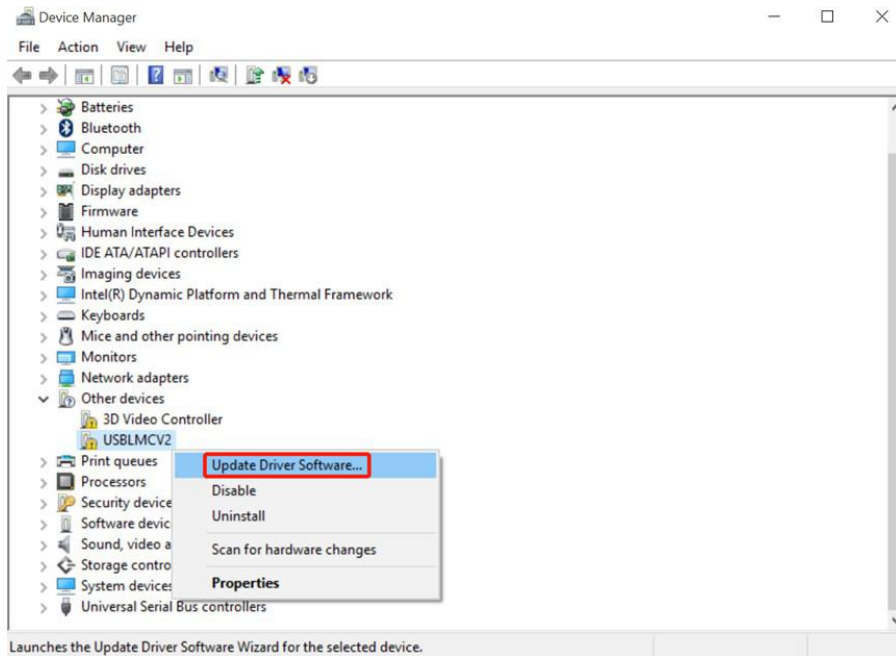 Device Manager
File Action View Help
Batteries
Bluetooth
Computer
Disk drives
Display adapters
Firmware
Human Interface Devices
IDE ATA/ATAPI controllers
Imaging devices
Intel(R) Dynamic Platform and Thermal Framework
Keyboards
Mice and other pointing devices
Monitors
Network adapters
Other devices
3D Video Controller
USBLMCV2
Print queues
Processors
Security device
Software devic
Sound, video a
Storage contro
System devices
Universal Serial Bus controllers
Update Driver Software...
Disable
Uninstall
Scan for hardware changes
Properties
Launches the Update Driver Software Wizard for the selected device.